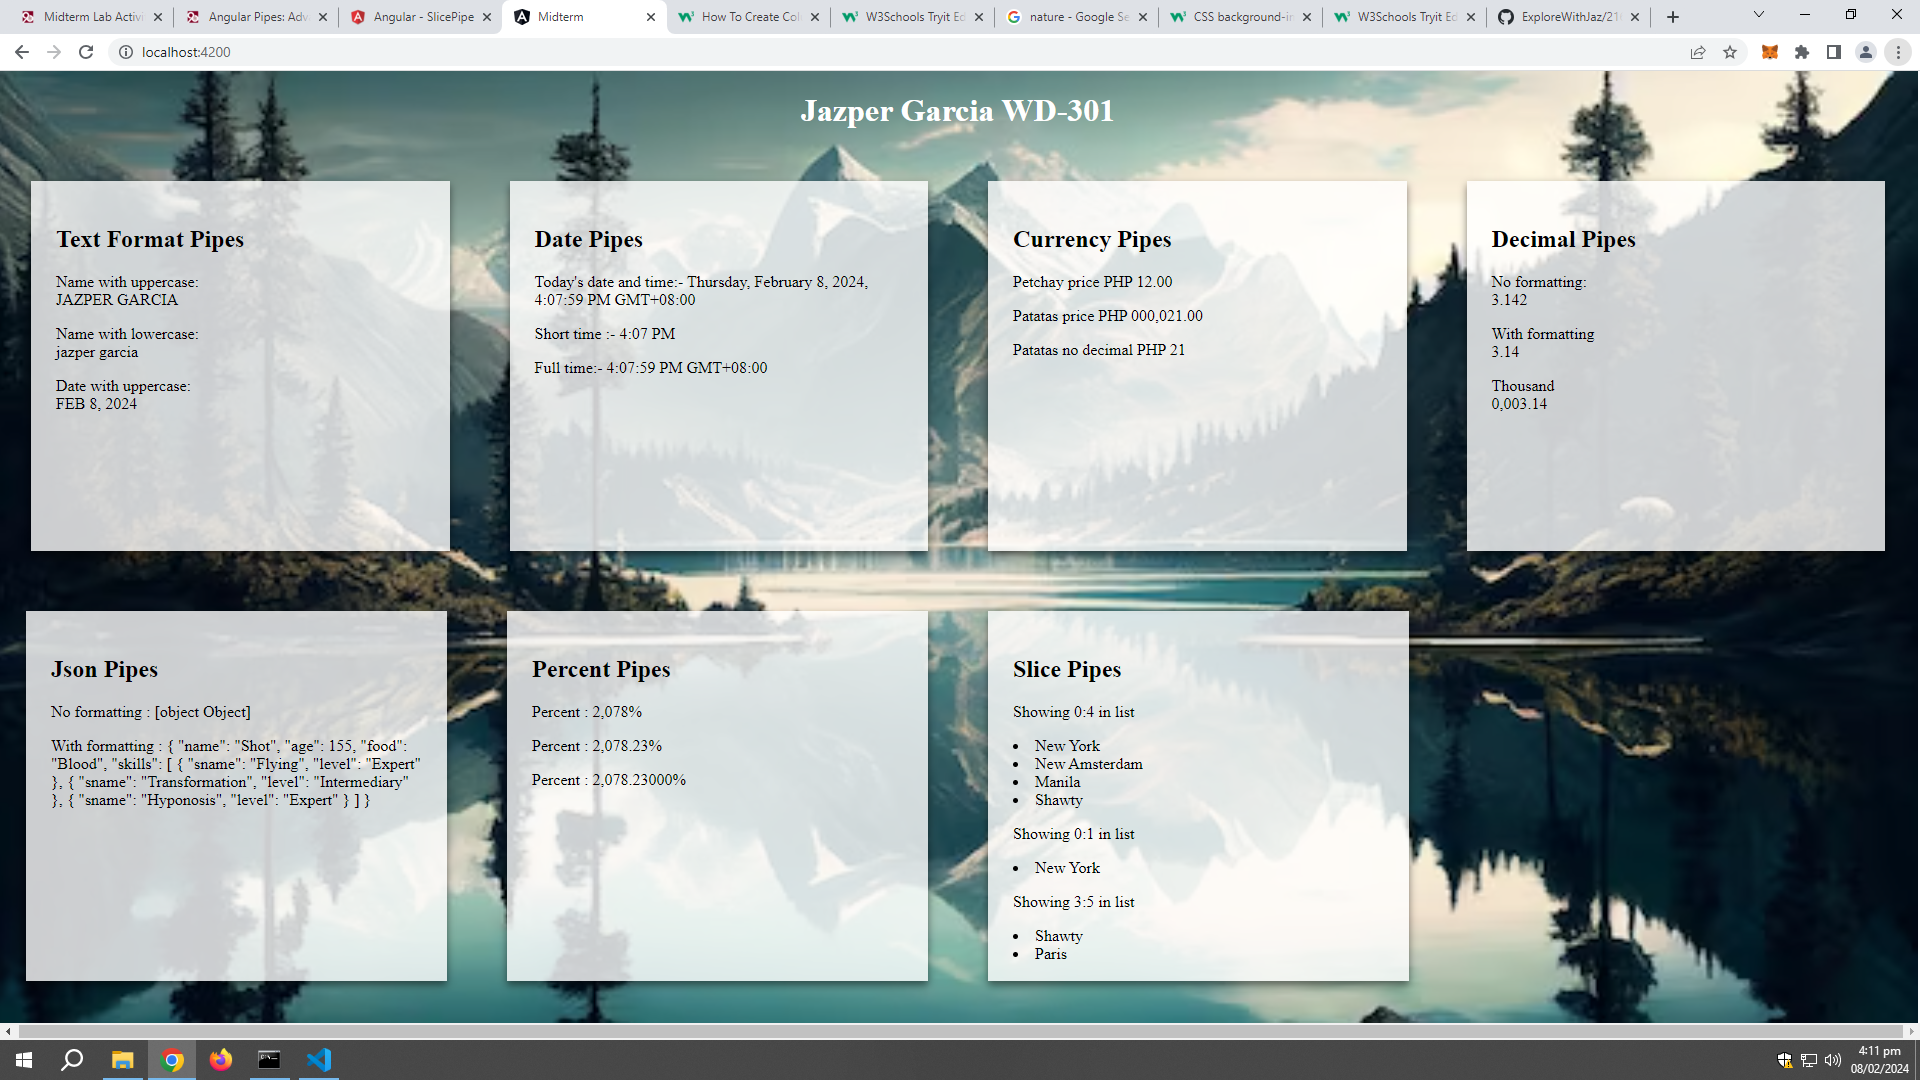 Midterm Lab Activi
Angular Pipes: Adva
Angular - SlicePipe
Midterm
How To Create Col
W3Schools Tryit Ed
nature - Google Se
CSS background-in
W3Schools Tryit Ed
ExploreWithJaz/21
localhost:4200
Jazper Garcia WD-301
Text Format Pipes
Name with uppercase:
JAZPER GARCIA
Name with lowercase:
jazper garcia
Date with uppercase:
FEB 8, 2024
Date Pipes
Today's date and time:- Thursday, February 8, 2024,
4:07:59 PM GMT+08:00
Short time :- 4:07 PM
Full time:- 4:07:59 PM GMT+08:00
Currency Pipes
Petchay price PHP 12.00
Patatas price PHP 000,021.00
Patatas no decimal PHP 21
Decimal Pipes
No formatting:
3.142
With formatting
3.14
Thousand
0,003.14
Json Pipes
No formatting : [object Object]
With formatting : { "name": "Shot", "age": 155, "food":
"Blood", "skills": [ { "sname": "Flying", "level": "Expert"
}, { "sname": "Transformation", "level": "Intermediary"
}, { "sname": "Hyponosis", "level": "Expert" } ] }
Percent Pipes
Percent : 2,078%
Percent : 2,078.23%
Percent : 2,078.23000%
Slice Pipes
Showing 0:4 in list
• New York
• New Amsterdam
• Manila
• Shawty
Showing 0:1 in list
• New York
Showing 3:5 in list
• Shawty
• Paris
4:11 pm
08/02/2024